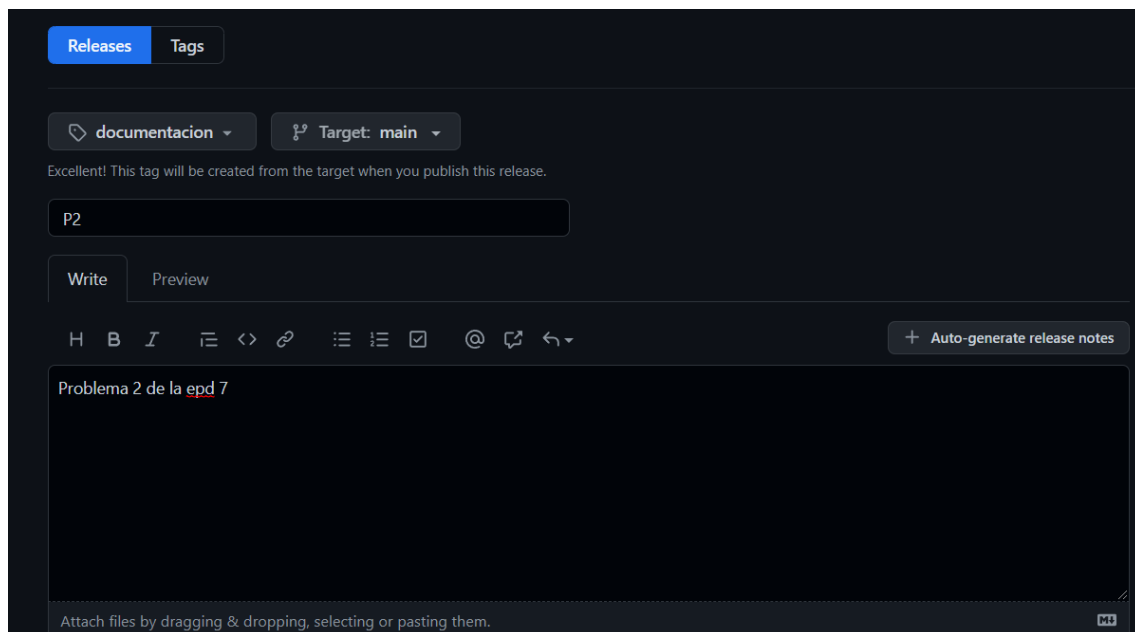 Releases Tags
documentacion Target: main
Excellent! This tag will be created from the target when you publish this release.
P2
Write Preview
H B I @ Auto-generate release notes
Problema 2 de la epd 7
Attach files by dragging & dropping, selecting or pasting them.